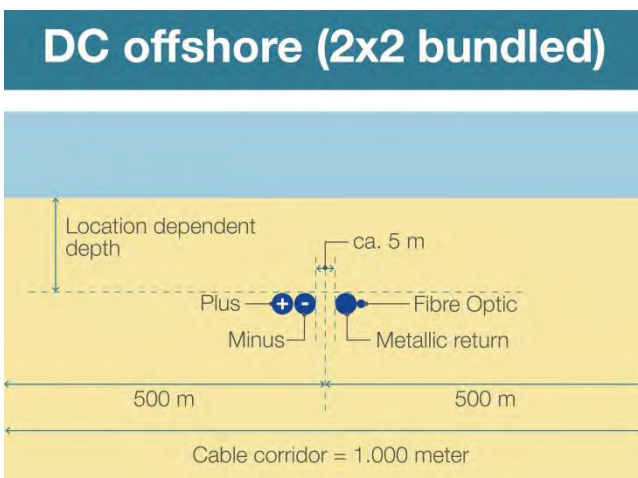 DC offshore (2x2 bundled)
Location dependent
depth
ca. 5 m
Plus
+
-
Fibre Optic
Minus
Metallic return
500 m
500 m
Cable corridor = 1.000 meter